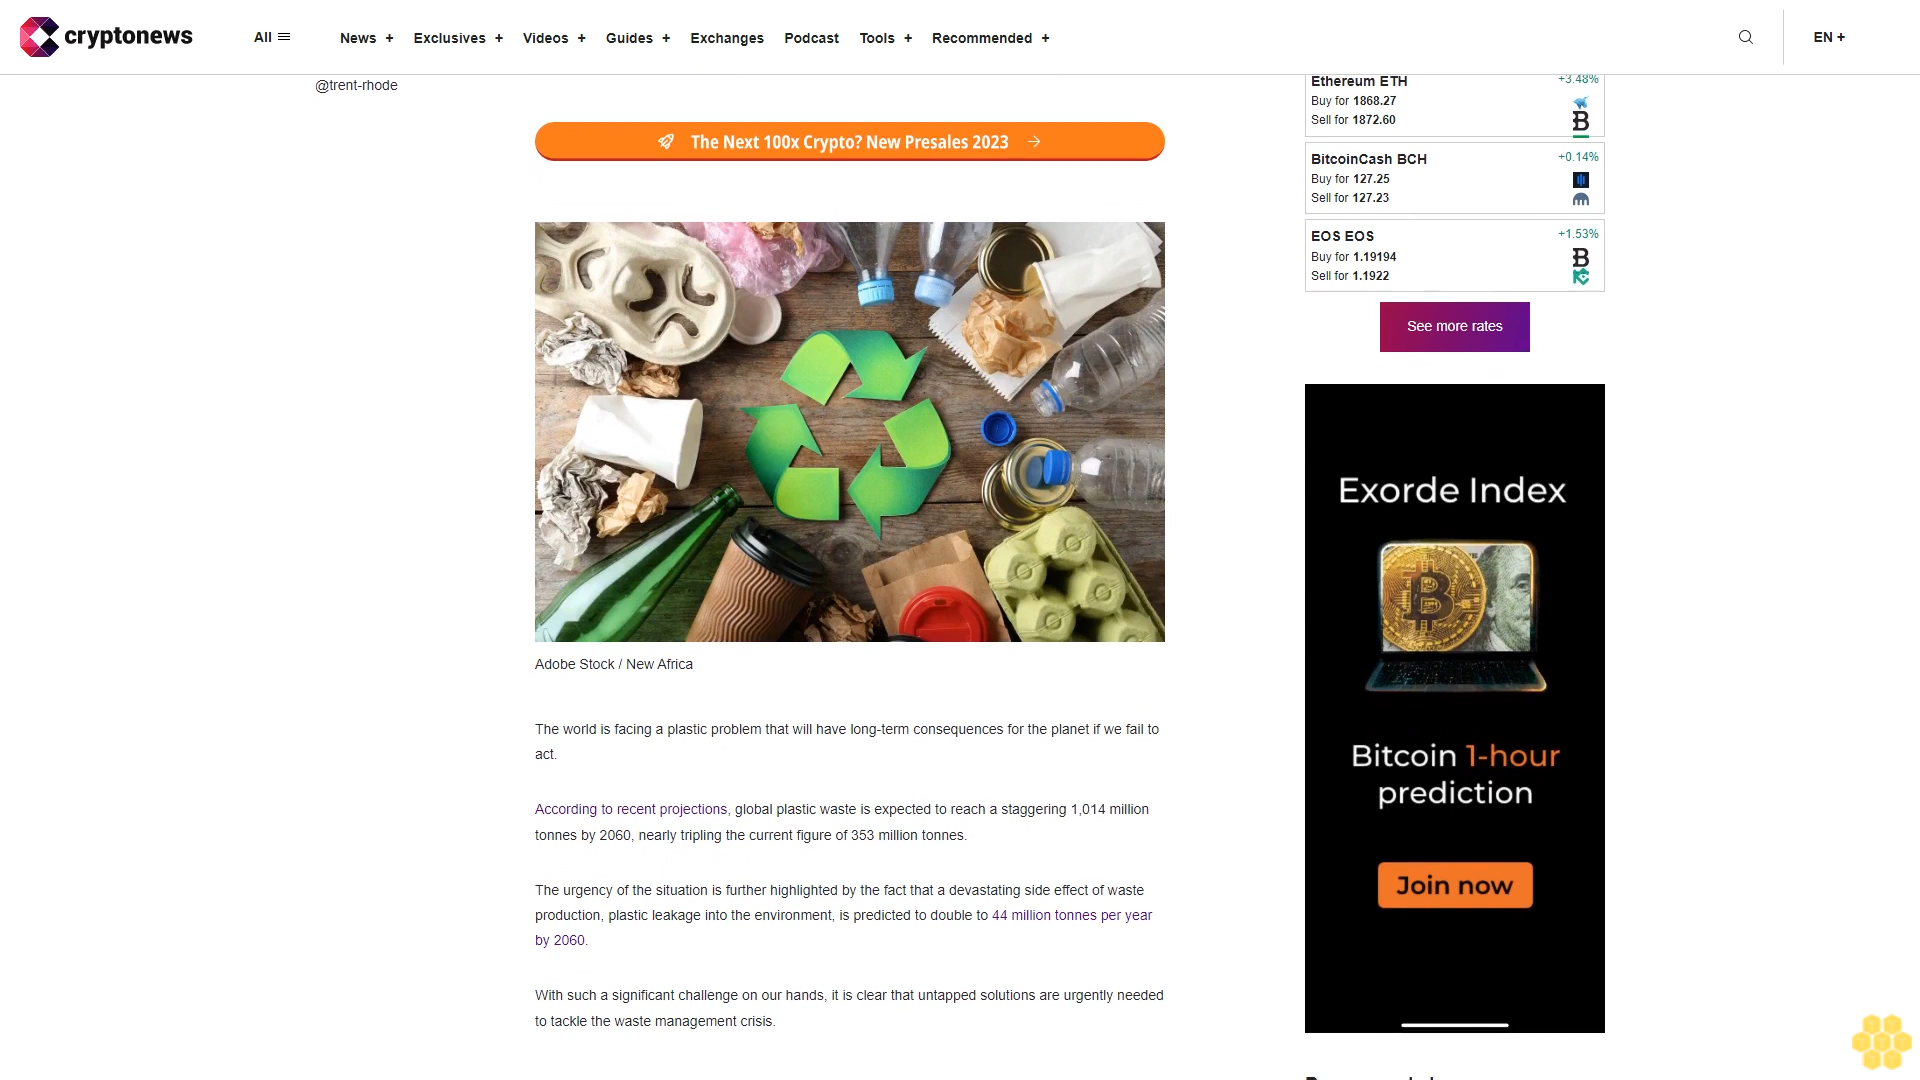 cryptonews
All
News +
Exclusives +
Videos +
Guides +
Exchanges
Podcast
Tools +
Recommended +
EN +
@trent-rhode
The Next 100x Crypto? New Presales 2023
Adobe Stock / New Africa
The world is facing a plastic problem that will have long-term consequences for the planet if we fail to
act.
According to recent projections, global plastic waste is expected to reach a staggering 1,014 million
tonnes by 2060, nearly tripling the current figure of 353 million tonnes.
The urgency of the situation is further highlighted by the fact that a devastating side effect of waste
production, plastic leakage into the environment, is predicted to double to 44 million tonnes per year
by 2060.
With such a significant challenge on our hands, it is clear that untapped solutions are urgently needed
to tackle the waste management crisis.
Ethereum ETH +3.48%
Buy for 1868.27
Sell for 1872.60
BitcoinCash BCH +0.14%
Buy for 127.25
Sell for 127.23
EOS EOS +1.53%
Buy for 1.19194
Sell for 1.1922
See more rates
Exorde Index
Bitcoin 1-hour
prediction
Join now